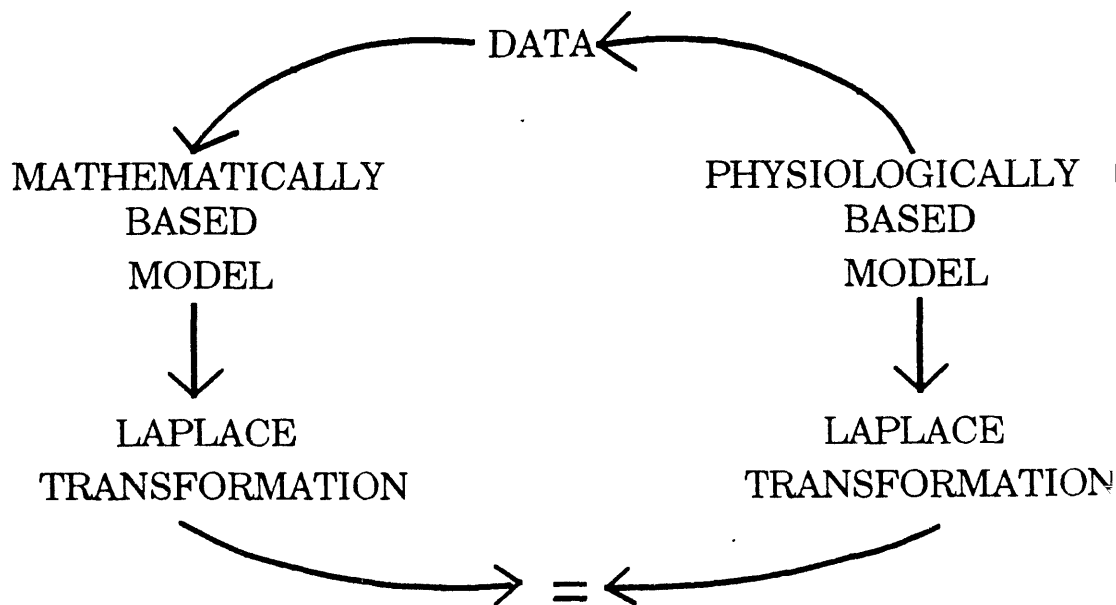 DATA
MATHEMATICALLY
BASED
MODEL
PHYSIOLOGICALLY
BASED
MODEL
LAPLACE
TRANSFORMATION
LAPLACE
TRANSFORMATION
=